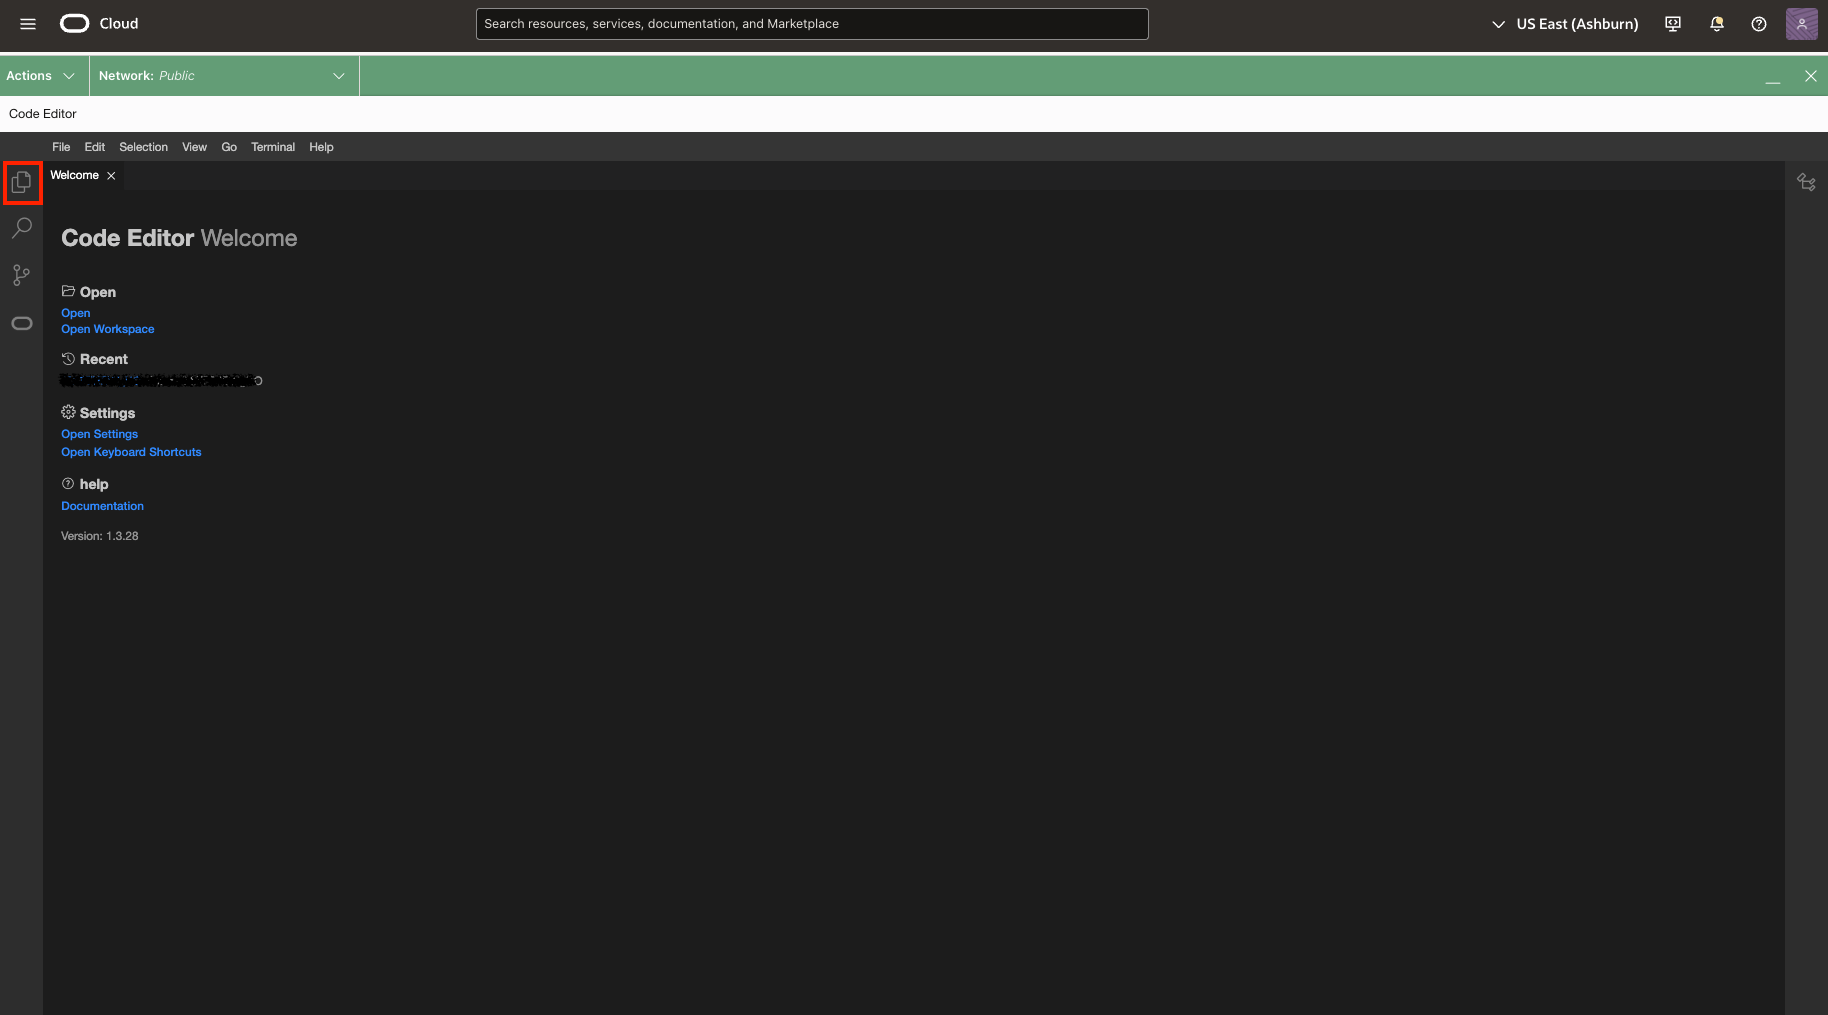 Cloud
Search resources, services, documentation, and Marketplace
US East (Ashburn)
Actions
Network: Public
Code Editor
File Edit Selection View Go Terminal Help
Welcome
Code Editor Welcome
Open
Open
Open Workspace
Recent
Settings
Open Settings
Open Keyboard Shortcuts
help
Documentation
Version: 1.3.28